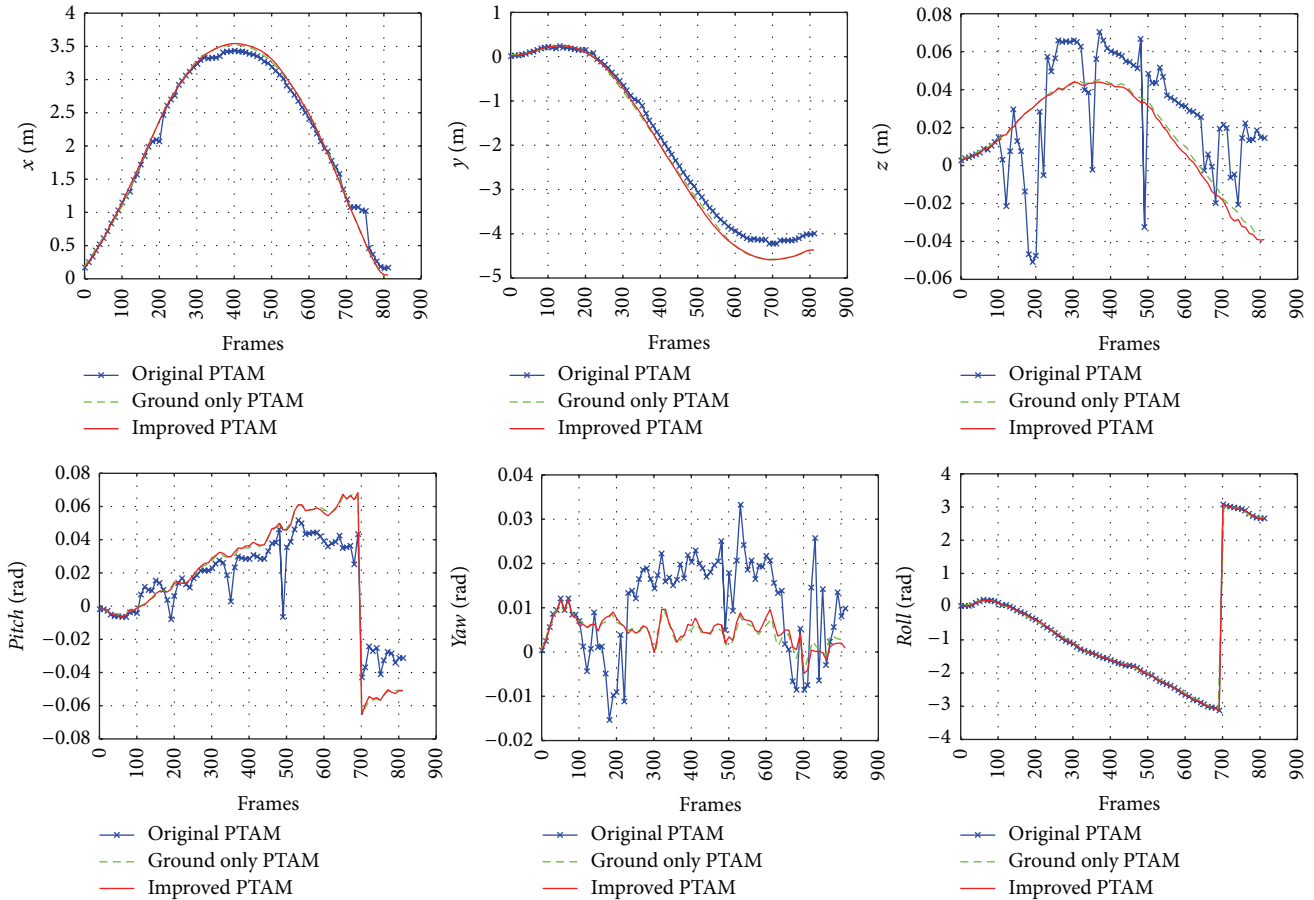 4
3.5
3
2.5
2
1.5
1
0.5
0
x (m)
0 100 200 300 400 500 600 700 800 900
Frames
Original PTAM
Ground only PTAM
Improved PTAM
1
0
−1
−2
−3
−4
−5
y (m)
0 100 200 300 400 500 600 700 800 900
Frames
Original PTAM
Ground only PTAM
Improved PTAM
0.08
0.06
0.04
0.02
0
−0.02
−0.04
−0.06
z (m)
0 100 200 300 400 500 600 700 800 900
Frames
Original PTAM
Ground only PTAM
Improved PTAM
0.08
0.06
0.04
0.02
0
−0.02
−0.04
−0.06
−0.08
Pitch (rad)
0 100 200 300 400 500 600 700 800 900
Frames
Original PTAM
Ground only PTAM
Improved PTAM
0.04
0.03
0.02
0.01
0
−0.01
−0.02
Yaw (rad)
0 100 200 300 400 500 600 700 800 900
Frames
Original PTAM
Ground only PTAM
Improved PTAM
4
3
2
1
0
−1
−2
−3
−4
Roll (rad)
0 100 200 300 400 500 600 700 800 900
Frames
Original PTAM
Ground only PTAM
Improved PTAM